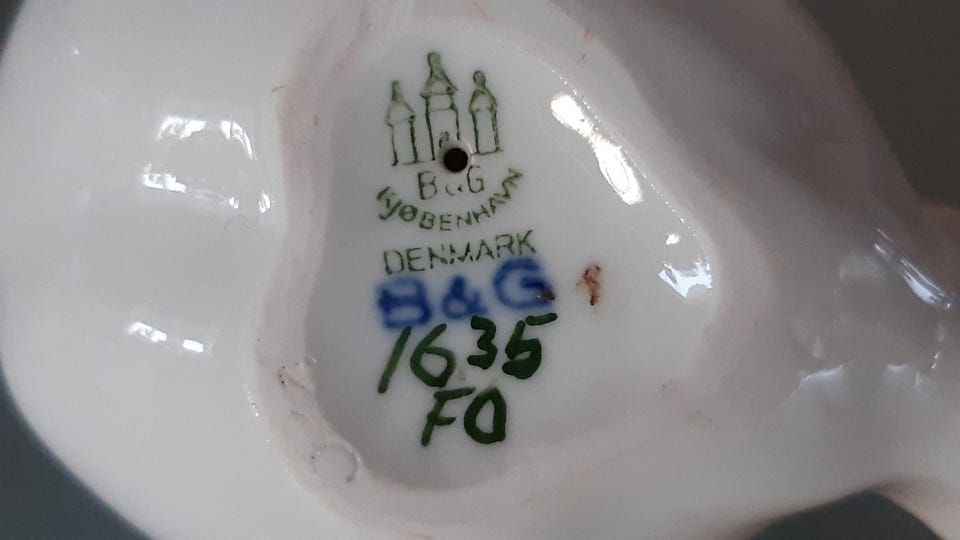 B&G
KJØBENHAVN
DENMARK
B&G
1635
FO